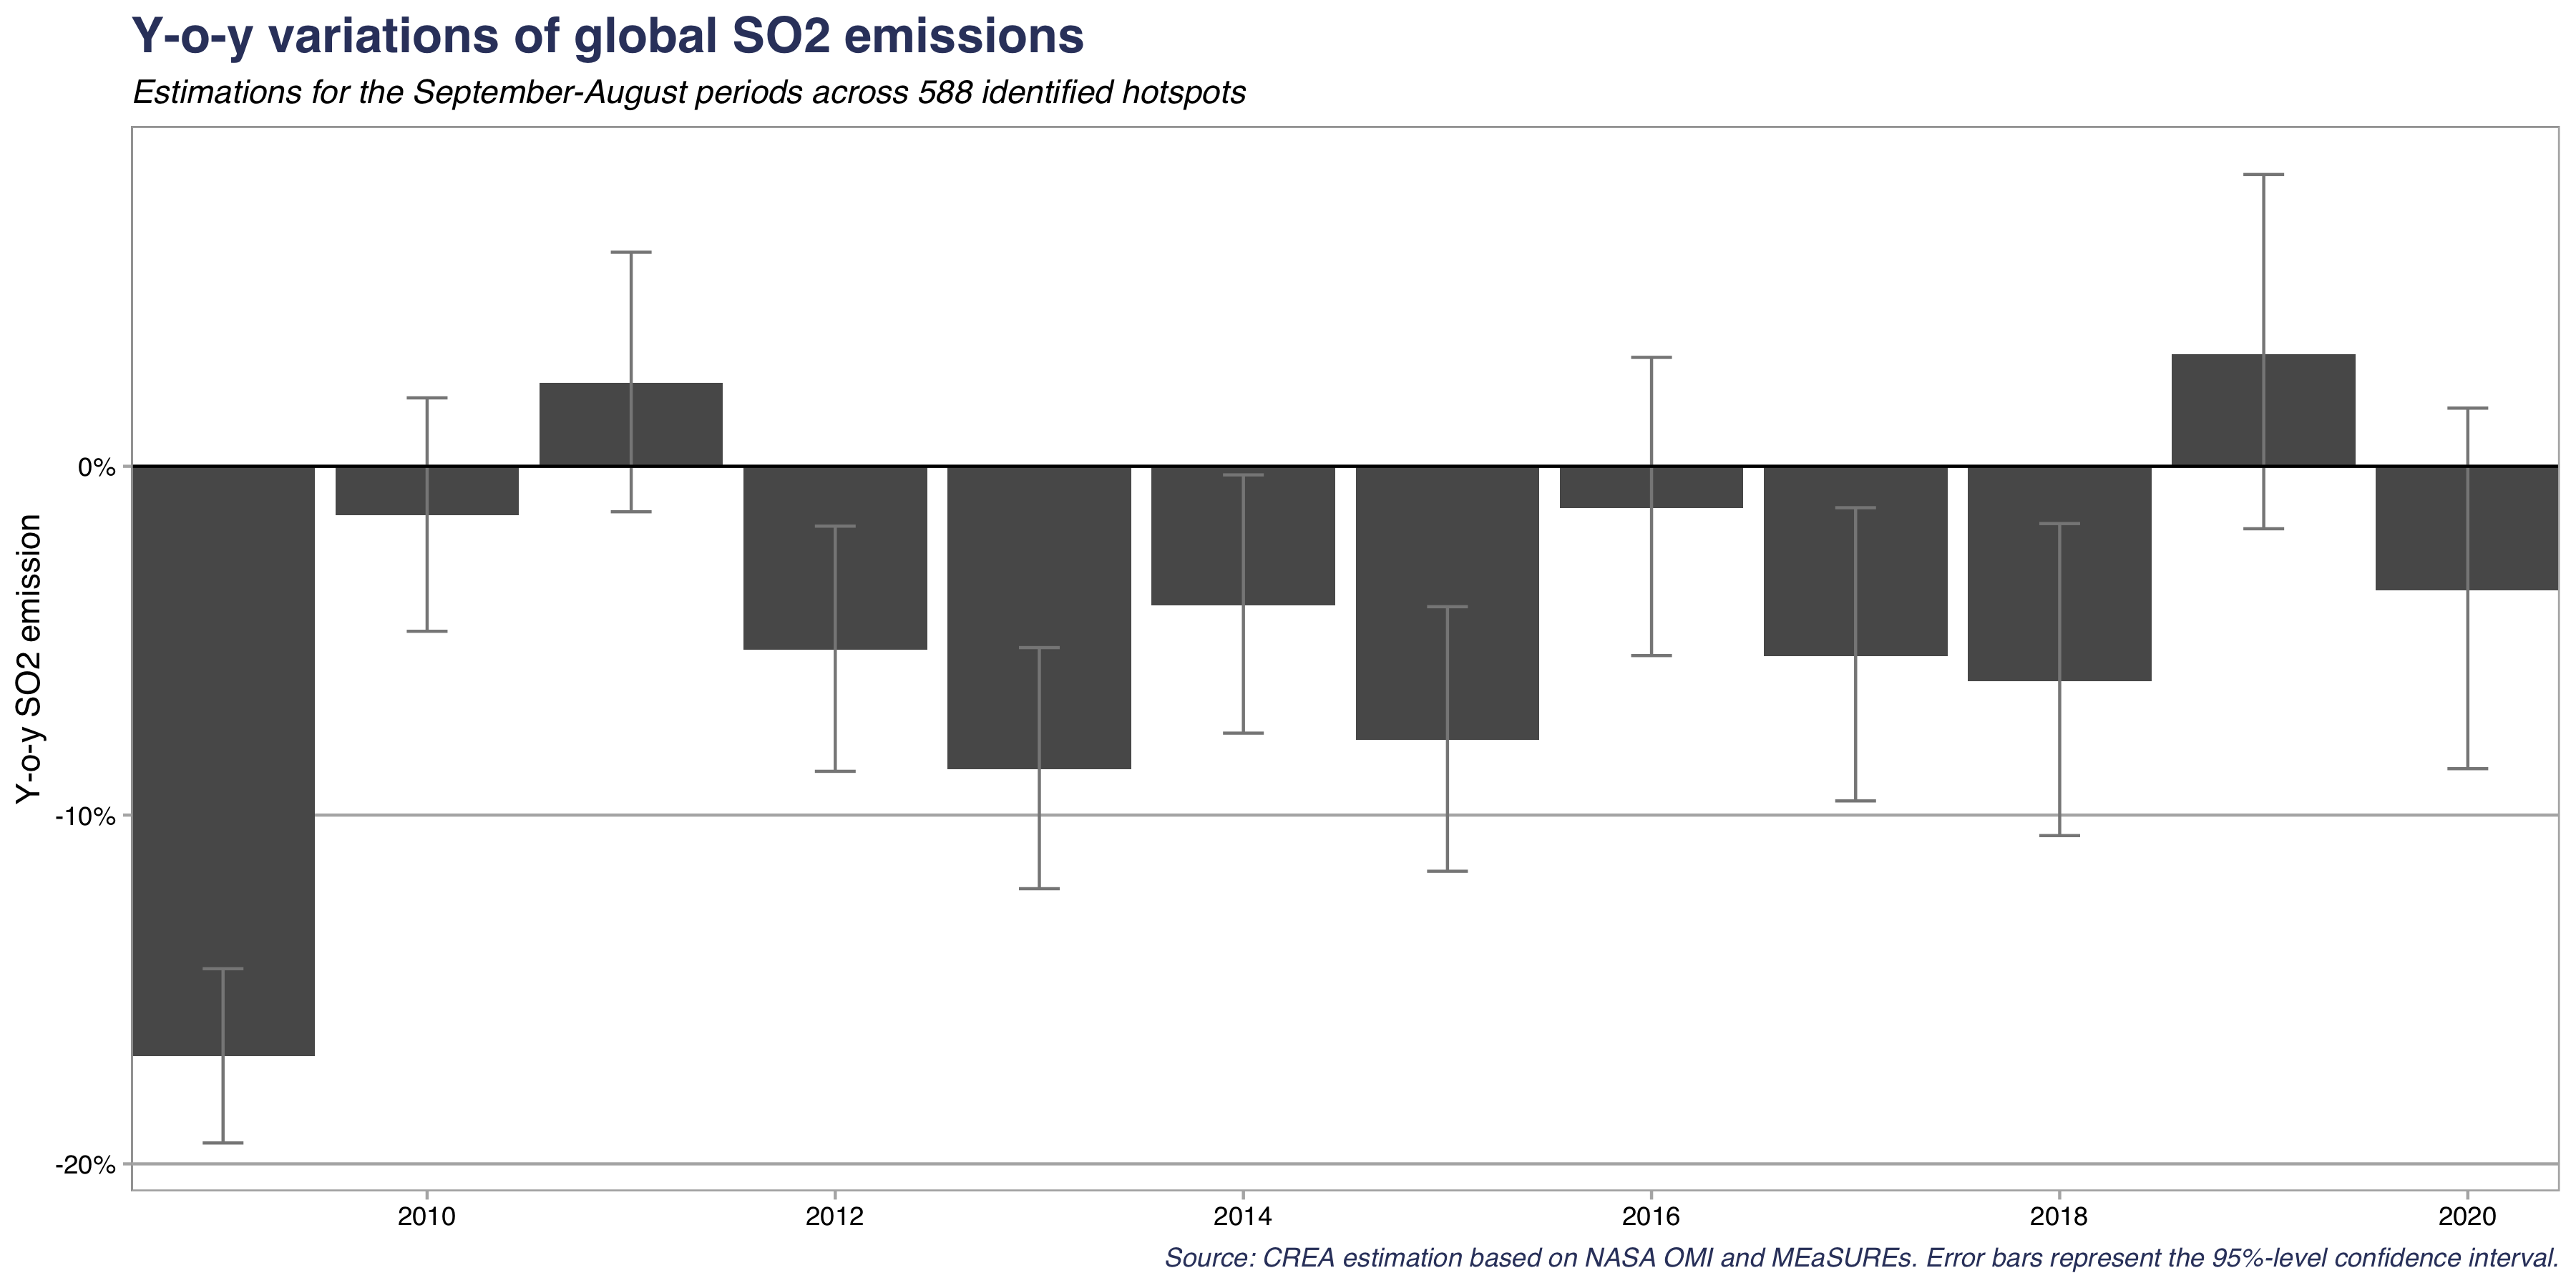 Y-o-y variations of global SO2 emissions
Estimations for the September-August periods across 588 identified hotspots
Y-o-y SO2 emission
0%
-10%
-20%
2010 2012 2014 2016 2018 2020
Source: CREA estimation based on NASA OMI and MEaSUREs. Error bars represent the 95%-level confidence interval.